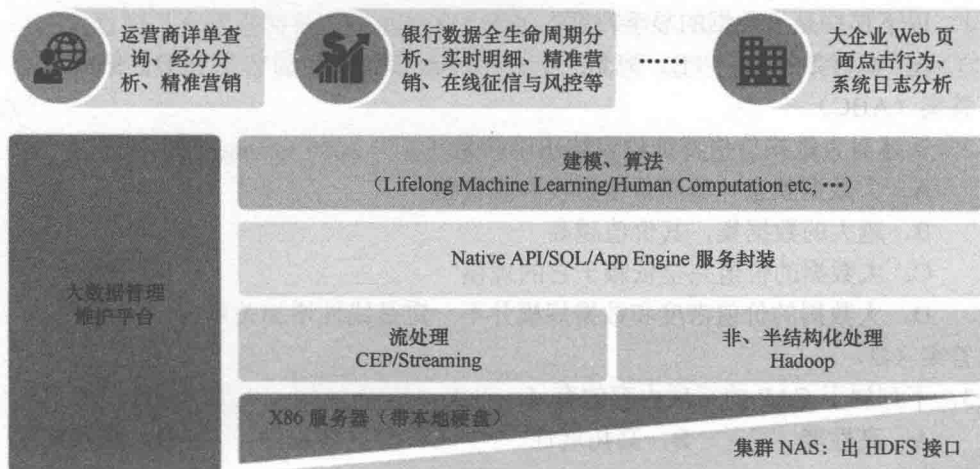 运营商详单查
询、经分分
析、精准营销
银行数据全生命周期分
析、实时明细、精准营
销、在线征信与风控等
……
大企业 Web 页
面点击行为、
系统日志分析
大数据管理
维护平台
建模、算法
（Lifelong Machine Learning/Human Computation etc, …）
Native API/SQL/App Engine 服务封装
流处理
CEP/Streaming
非、半结构化处理
Hadoop
X86 服务器（带本地硬盘）
集群 NAS：出 HDFS 接口